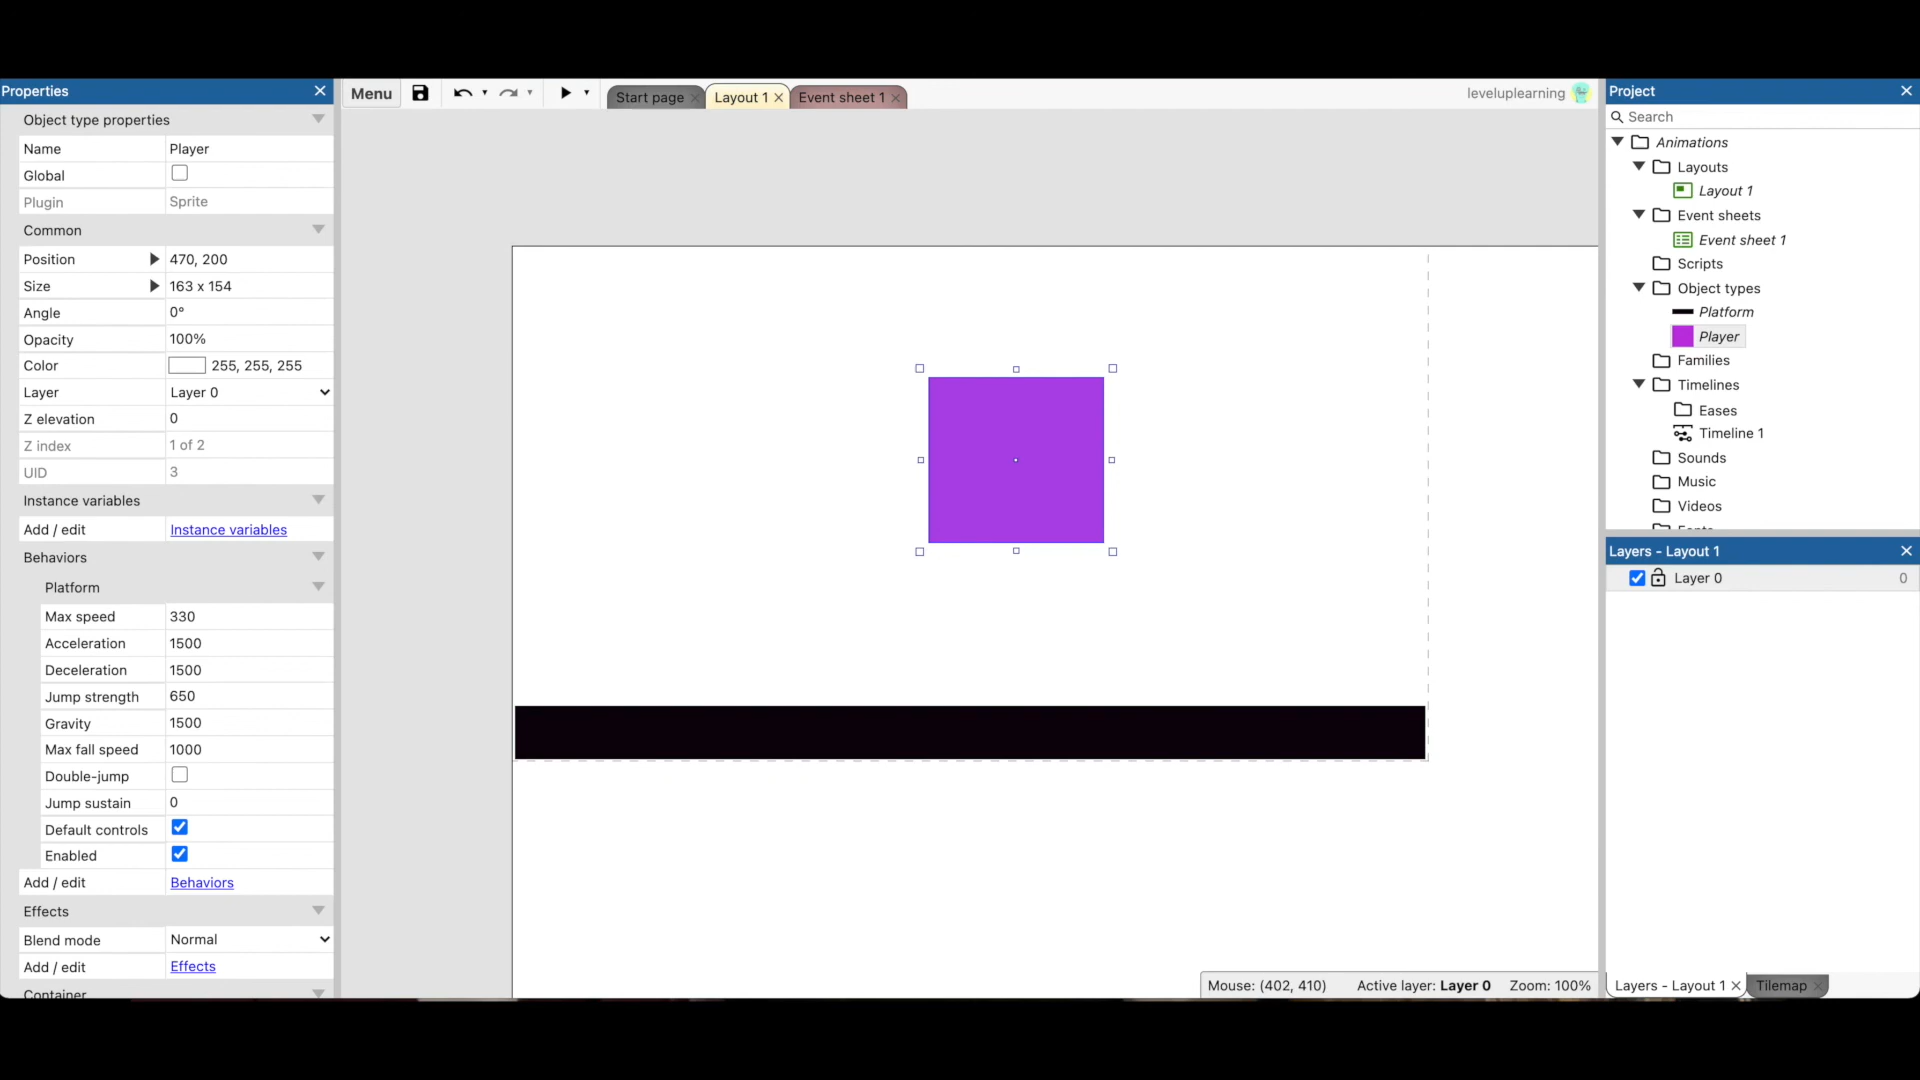 Properties
Object type properties
Name Player
Global
Plugin Sprite
Common
Position 470, 200
Size 163 x 154
Angle 0°
Opacity 100%
Color 255, 255, 255
Layer Layer 0
Z elevation 0
Z index 1 of 2
UID 3
Instance variables
Add / edit Instance variables
Behaviors
Platform
Max speed 330
Acceleration 1500
Deceleration 1500
Jump strength 650
Gravity 1500
Max fall speed 1000
Double-jump
Jump sustain 0
Default controls
Enabled
Add / edit Behaviors
Effects
Blend mode Normal
Add / edit Effects
Container
Menu
Start page
Layout 1
Event sheet 1
leveluplearning
Mouse: (402, 410) Active layer: Layer 0 Zoom: 100%
Project
Search
Animations
Layouts
Layout 1
Event sheets
Event sheet 1
Scripts
Object types
Platform
Player
Families
Timelines
Eases
Timeline 1
Sounds
Music
Videos
Fonts
Layers - Layout 1
Layer 0 0
Layers - Layout 1
Tilemap